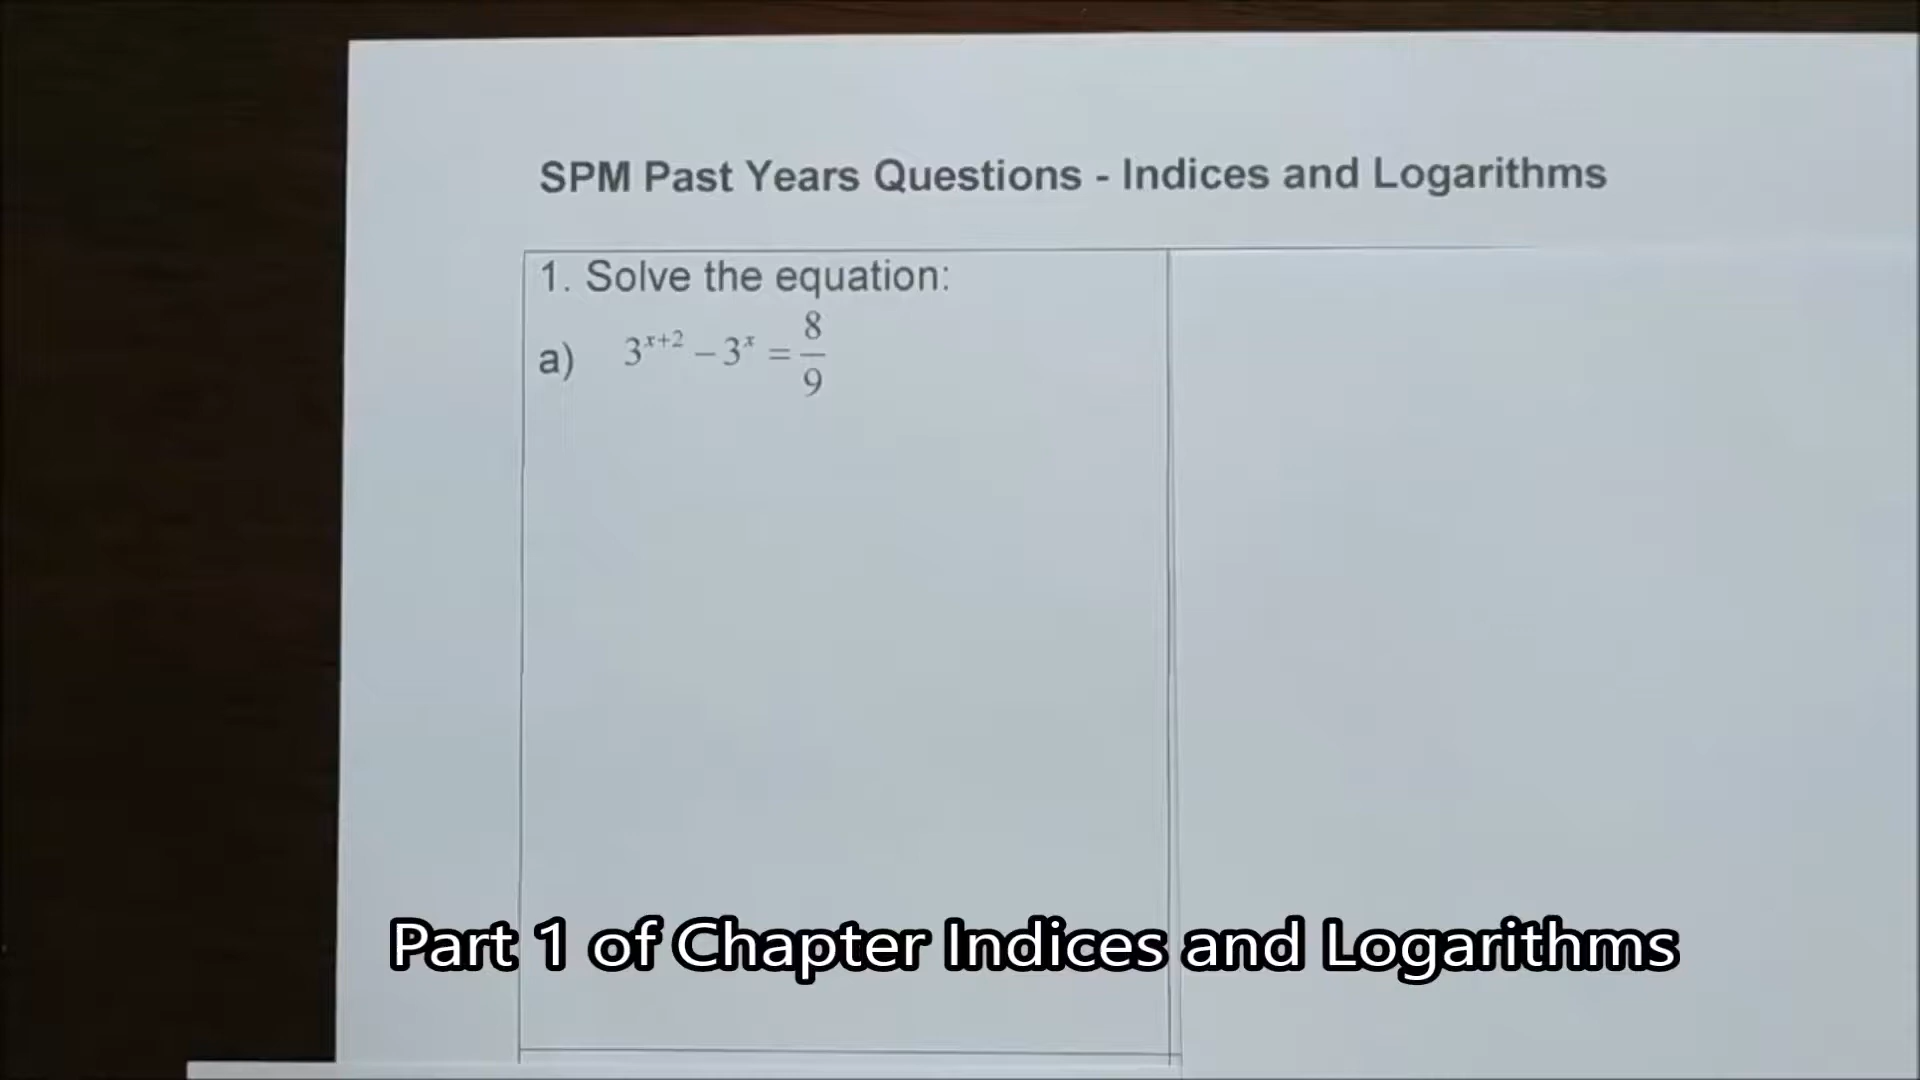 SPM Past Years Questions - Indices and Logarithms
1. Solve the equation:
a) 3^{x+2} - 3^x = \frac{8}{9}
Part 1 of Chapter Indices and Logarithms